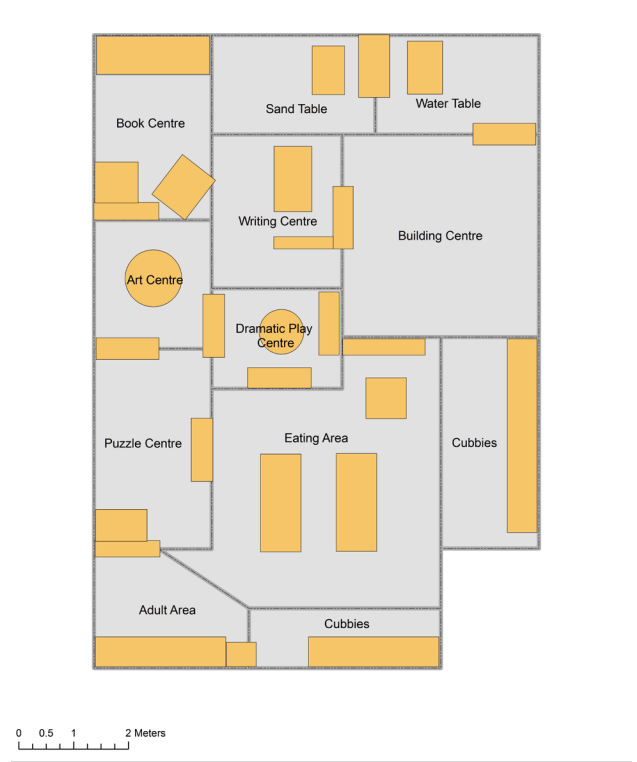 Sand Table
Water Table
Book Centre
Writing Centre
Building Centre
Art Centre
Dramatic Play
Centre
Eating Area
Puzzle Centre
Cubbies
Adult Area
Cubbies
0 0.5 1 2 Meters